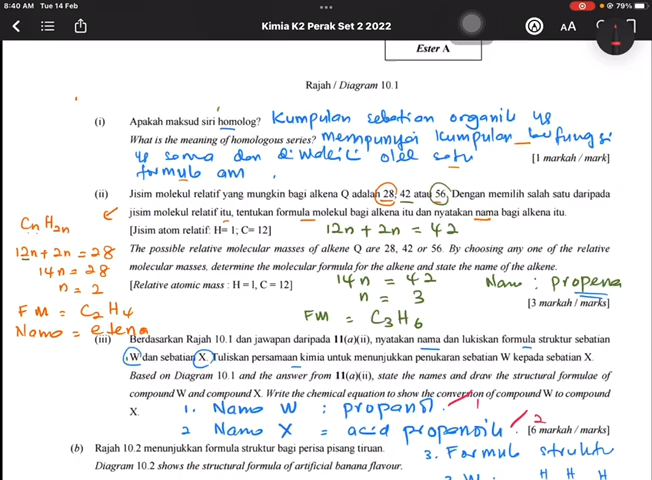 8:40 AM Tue 14 Feb
79%
Kimia K2 Perak Set 2 2022
AA
Ester A
Rajah / Diagram 10.1
(i) Apakah maksud siri homolog? Kumpulan sebatian organik yg
What is the meaning of homologous series? mempunyai kumpulan berfungsi
yg sama dan diwakili oleh satu
formula am.
[1 markah / mark]
(ii) Jisim molekul relatif yang mungkin bagi alkena Q adalah 28, 42 atau 56. Dengan memilih salah satu daripada
jisim molekul relatif itu, tentukan formula molekul bagi alkena itu dan nyatakan nama bagi alkena itu.
[Jisim atom relatif: H= 1; C= 12]
12n + 2n = 42
The possible relative molecular masses of alkene Q are 28, 42 or 56. By choosing any one of the relative
molecular masses, determine the molecular formula for the alkene and state the name of the alkene.
[Relative atomic mass : H = 1, C = 12]
14n = 42
n = 3
FM = C3H6
Nama : propena
[3 markah / marks]
CnH2n
12n + 2n = 28
14n = 28
n = 2
FM = C2H4
Nama = etena
(iii) Berdasarkan Rajah 10.1 dan jawapan daripada 11(a)(ii), nyatakan nama dan lukiskan formula struktur sebatian
W dan sebatian X. Tuliskan persamaan kimia untuk menunjukkan penukaran sebatian W kepada sebatian X.
Based on Diagram 10.1 and the answer from 11(a)(ii), state the names and draw the structural formulae of
compound W and compound X. Write the chemical equation to show the conversion of compound W to compound
X.
1. Nama W : propanol 1
2 Nama X = acid propanoik 2
[6 markah / marks]
3. Formula struktur
(b) Rajah 10.2 menunjukkan formula struktur bagi perisa pisang tiruan.
Diagram 10.2 shows the structural formula of artificial banana flavour.
W :
H H H